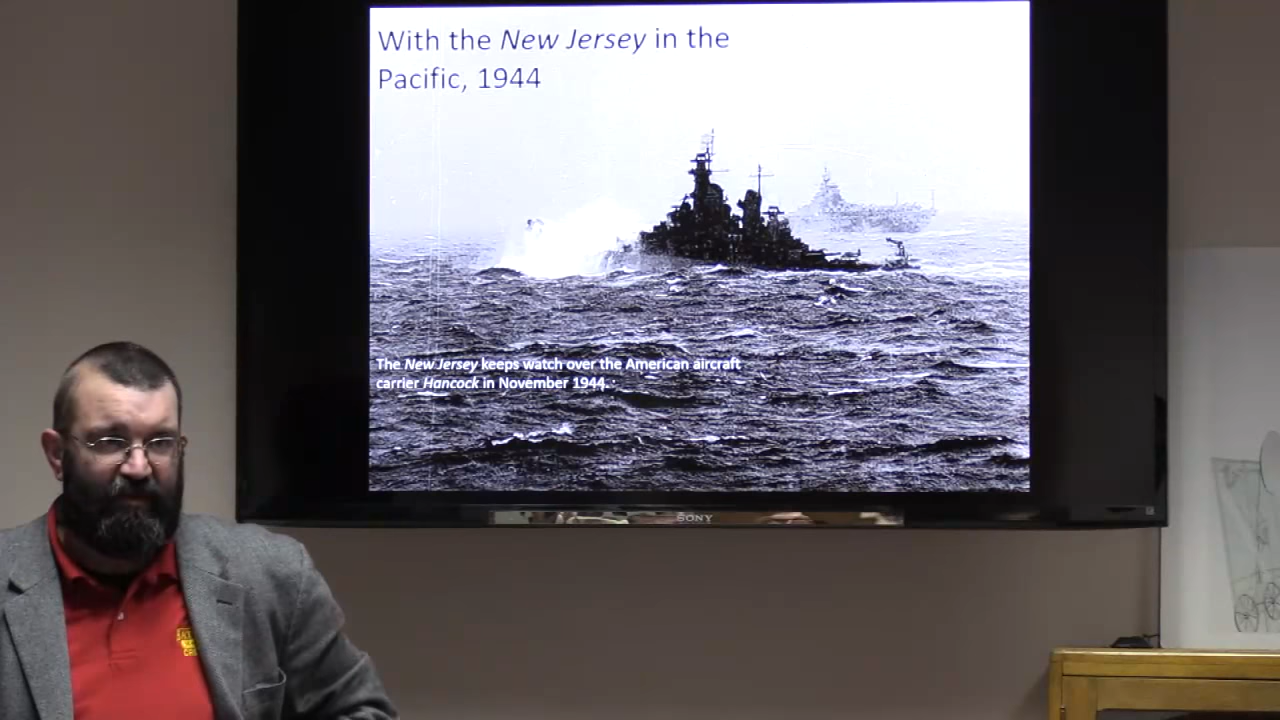 With the New Jersey in the
Pacific, 1944
The New Jersey keeps watch over the American aircraft
carrier Hancock in November 1944.
SONY